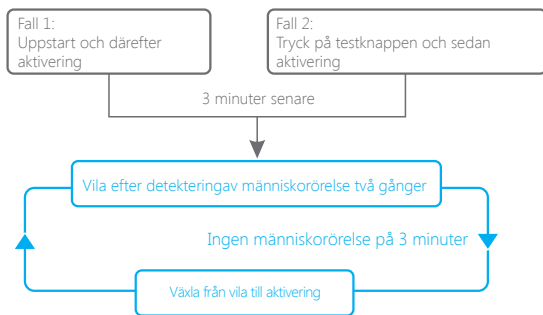 Fall 1:
Uppstart och därefter
aktivering
Fall 2:
Tryck på testknappen och sedan
aktivering
3 minuter senare
Vila efter detekteringav människorörelse två gånger
Ingen människorörelse på 3 minuter
Växla från vila till aktivering